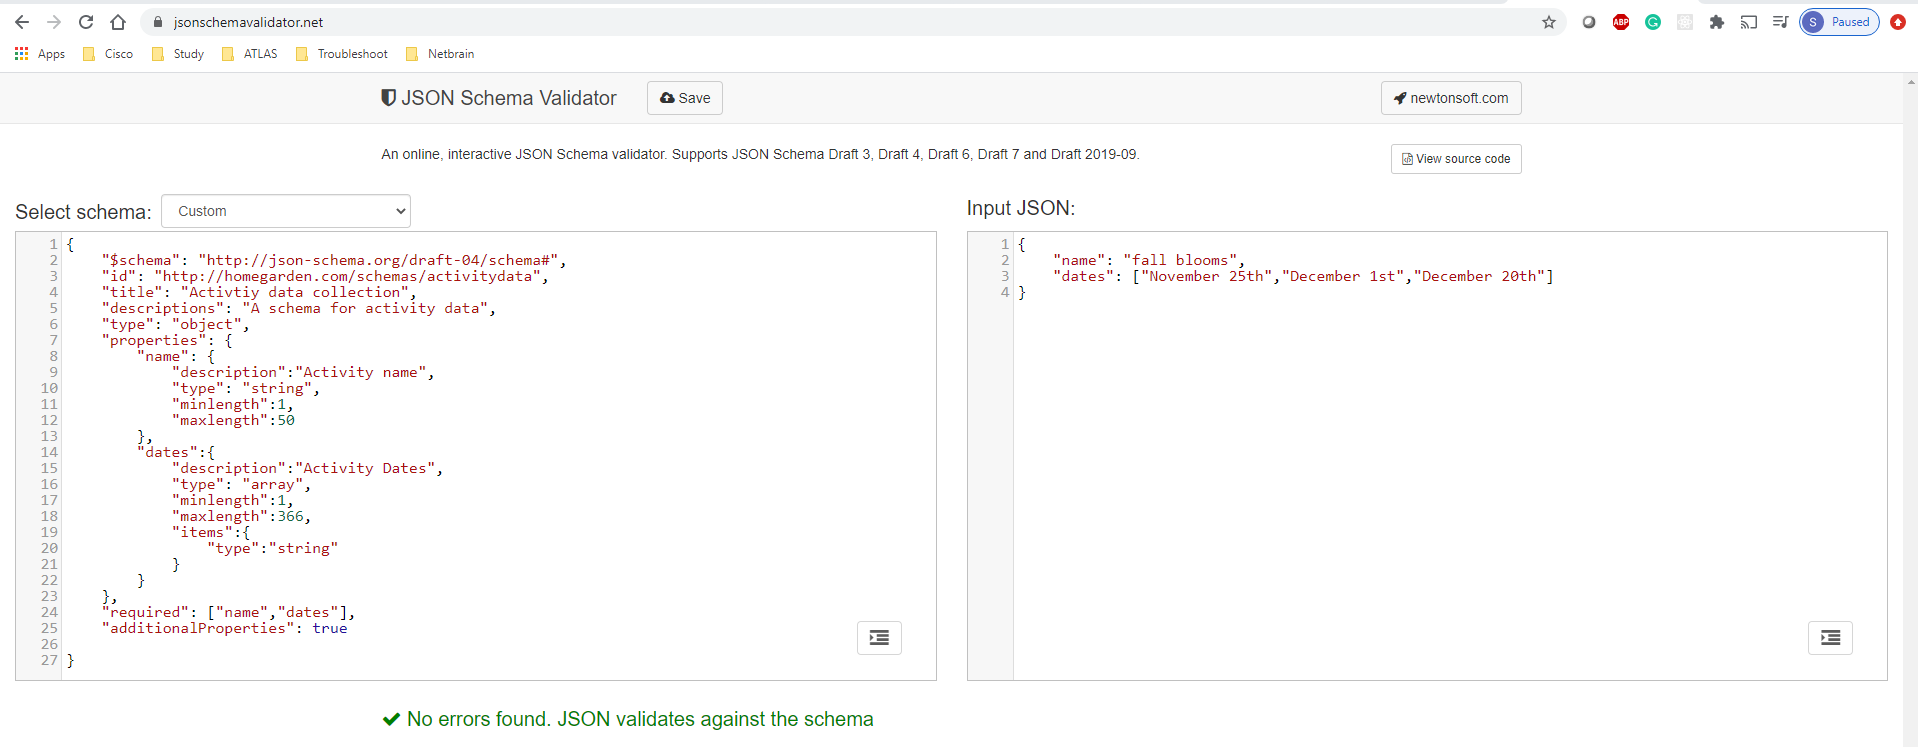 jsonschemavalidator.net
ABP
S Paused
Apps Cisco Study ATLAS Troubleshoot Netbrain
JSON Schema Validator Save newtonsoft.com
An online, interactive JSON Schema validator. Supports JSON Schema Draft 3, Draft 4, Draft 6, Draft 7 and Draft 2019-09. View source code
Select schema: Custom
1 {
2 "$schema": "http://json-schema.org/draft-04/schema#",
3 "id": "http://homegarden.com/schemas/activitydata",
4 "title": "Activtiy data collection",
5 "descriptions": "A schema for activity data",
6 "type": "object",
7 "properties": {
8 "name": {
9 "description":"Activity name",
10 "type": "string",
11 "minlength":1,
12 "maxlength":50
13 },
14 "dates":{
15 "description":"Activity Dates",
16 "type": "array",
17 "minlength":1,
18 "maxlength":366,
19 "items":{
20 "type":"string"
21 }
22 }
23 },
24 "required": ["name","dates"],
25 "additionalProperties": true
26
27 }
Input JSON:
1 {
2 "name": "fall blooms",
3 "dates": ["November 25th","December 1st","December 20th"]
4 }
No errors found. JSON validates against the schema